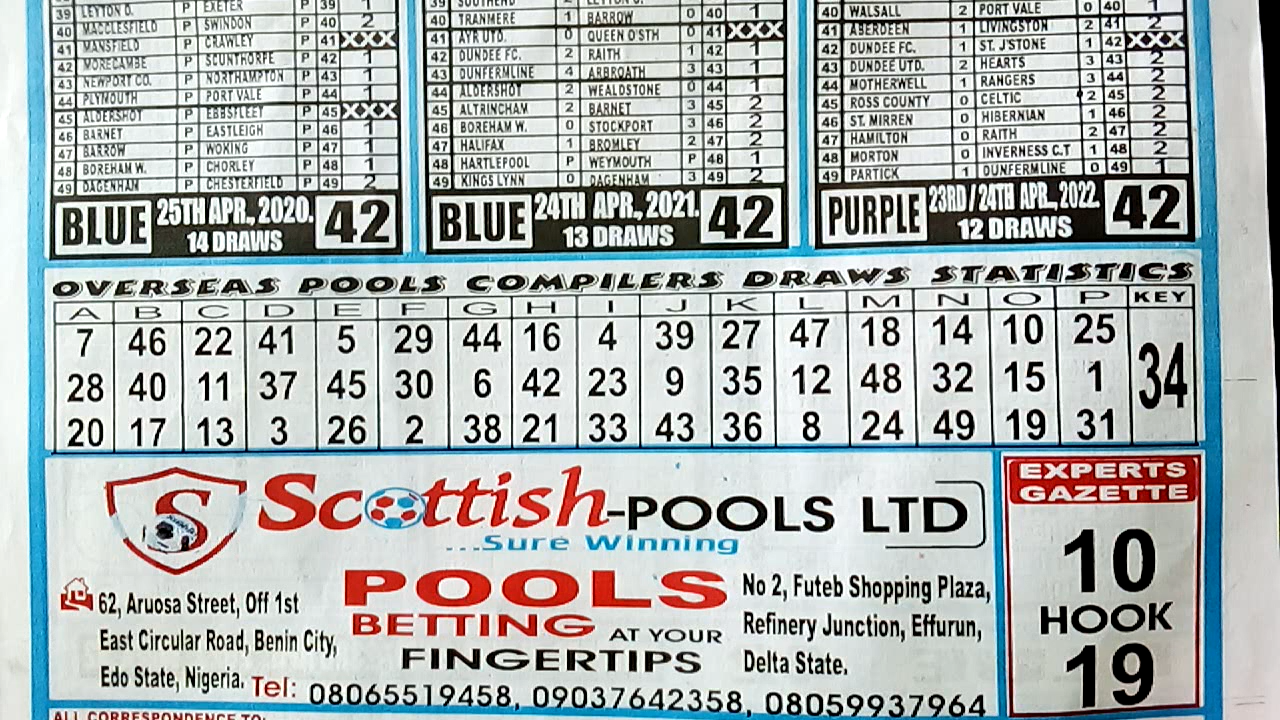 39 LEYTON O. P EXETER P 39 1
40 MACCLESFIELD P SWINDON P 40 2
41 MANSFIELD P CRAWLEY P 41 XXX
42 MORECAMBE P SCUNTHORPE P 42 1
43 NEWPORT CO. P NORTHAMPTON P 43 1
44 PLYMOUTH P PORT VALE P 44 1
45 ALDERSHOT P EBBSFLEET P 45 XXX
46 BARNET P EASTLEIGH P 46 1
47 BARROW P WOKING P 47 1
48 BOREHAM W. P CHORLEY P 48 1
49 DAGENHAM P CHESTERFIELD P 49 2
BLUE 25TH APR., 2020. 42
14 DRAWS
39 SOUTHEND
40 TRANMERE 1 BARROW 0 40 1
41 AYR UTD. 0 QUEEN O'STH 0 41 XXX
42 DUNDEE FC. 2 RAITH 1 42 1
43 DUNFERMLINE 4 ARBROATH 3 43 1
44 ALDERSHOT 2 WEALDSTONE 0 44 1
45 ALTRINCHAM 2 BARNET 3 45 2
46 BOREHAM W. 0 STOCKPORT 3 46 2
47 HALIFAX 1 BROMLEY 2 47 2
48 HARTLEPOOL P WEYMOUTH P 48 1
49 KINGS LYNN 0 DAGENHAM 3 49 2
BLUE 24TH APR., 2021. 42
13 DRAWS
40 WALSALL 2 PORT VALE 0 40 1
41 ABERDEEN 1 LIVINGSTON 2 41 2
42 DUNDEE FC. 1 ST. J'STONE 1 42 XXX
43 DUNDEE UTD. 2 HEARTS 3 43 2
44 MOTHERWELL 1 RANGERS 3 44 2
45 ROSS COUNTY 0 CELTIC 2 45 2
46 ST. MIRREN 0 HIBERNIAN 1 46 2
47 HAMILTON 0 RAITH 2 47 2
48 MORTON 0 INVERNESS C.T 1 48 2
49 PARTICK 1 DUNFERMLINE 0 49 1
PURPLE 23RD/24TH APR., 2022. 42
12 DRAWS
OVERSEAS POOLS COMPILERS DRAWS STATISTICS
A B C D E F G H I J K L M N O P KEY
7 46 22 41 5 29 44 16 4 39 27 47 18 14 10 25
28 40 11 37 45 30 6 42 23 9 35 12 48 32 15 1 34
20 17 13 3 26 2 38 21 33 43 36 8 24 49 19 31
S
Scottish-POOLS LTD
...Sure Winning
62, Aruosa Street, Off 1st
East Circular Road, Benin City,
Edo State, Nigeria.
POOLS
BETTING AT YOUR
FINGERTIPS
No 2, Futeb Shopping Plaza,
Refinery Junction, Effurun,
Delta State.
Tel: 08065519458, 09037642358, 08059937964
EXPERTS
GAZETTE
10
HOOK
19
ALL CORRESPONDENCE TO: